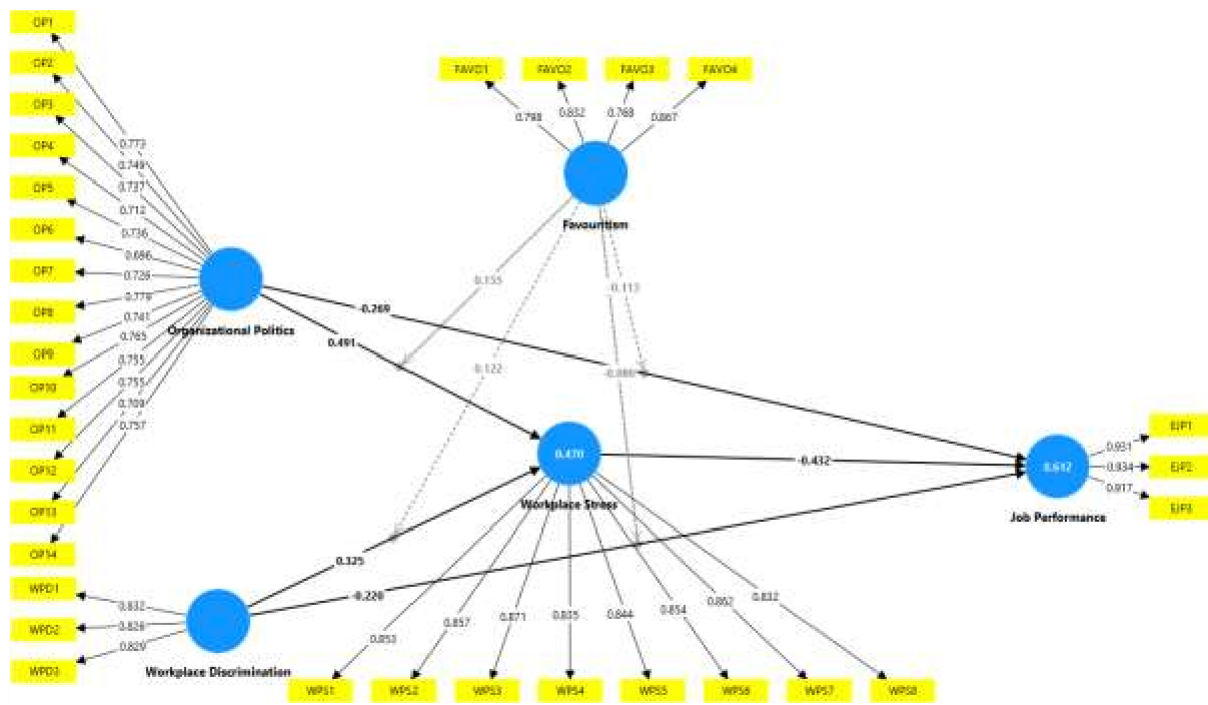 OP1
OP2
OP3
OP4
OP5
OP6
OP7
OP8
OP9
OP10
OP11
OP12
OP13
OP14
0.773
0.749
0.737
0.712
0.736
0.696
0.726
0.779
0.741
0.765
0.755
0.755
0.769
0.757
Organizational Politics
FAVO1 FAVO2 FAVO3 FAVO4
0.798 0.832 0.768 0.867
Favouritism
0.155
0.122
-0.113
-0.269
0.491
0.470
Workplace Stress
-0.432
0.325
-0.220
0.612
Job Performance
0.931
0.934
0.917
EJP1
EJP2
EJP3
WPD1
WPD2
WPD3
0.832
0.826
0.829
Workplace Discrimination
0.853 0.857 0.871 0.835 0.844 0.854 0.862 0.832
WPS1 WPS2 WPS3 WPS4 WPS5 WPS6 WPS7 WPS8